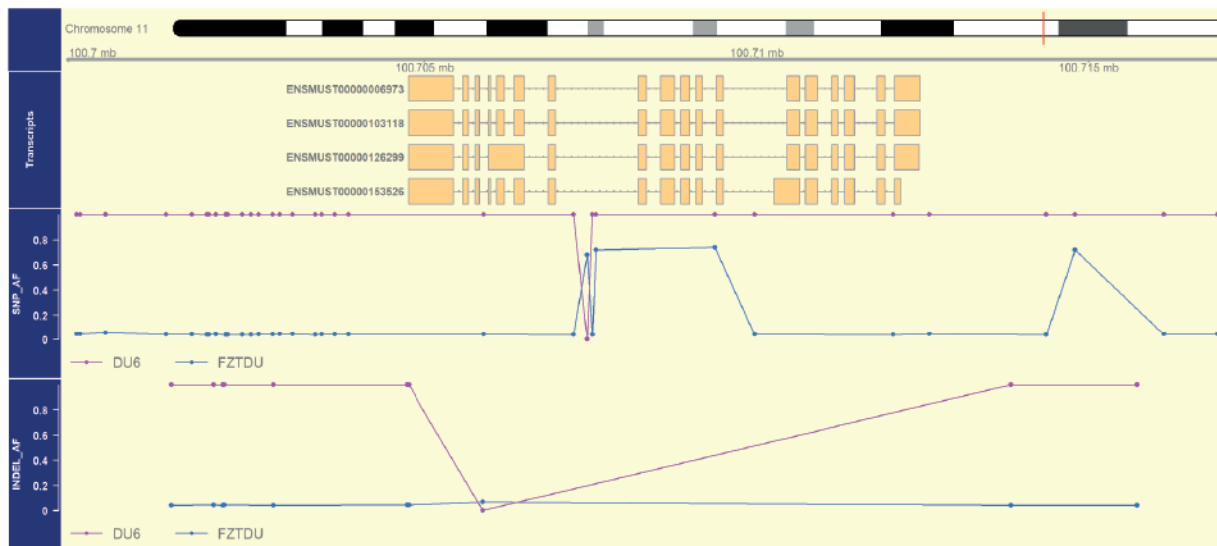 Chromosome 11
100.7 mb
100.71 mb
100.705 mb
100.715 mb
Transcripts
ENSMUST00000006973
ENSMUST00000103118
ENSMUST00000126299
ENSMUST00000153526
SNP_AF
0.8
0.6
0.4
0.2
0
DU6
FZTDU
INDEL_AF
0.8
0.6
0.4
0.2
0
DU6
FZTDU